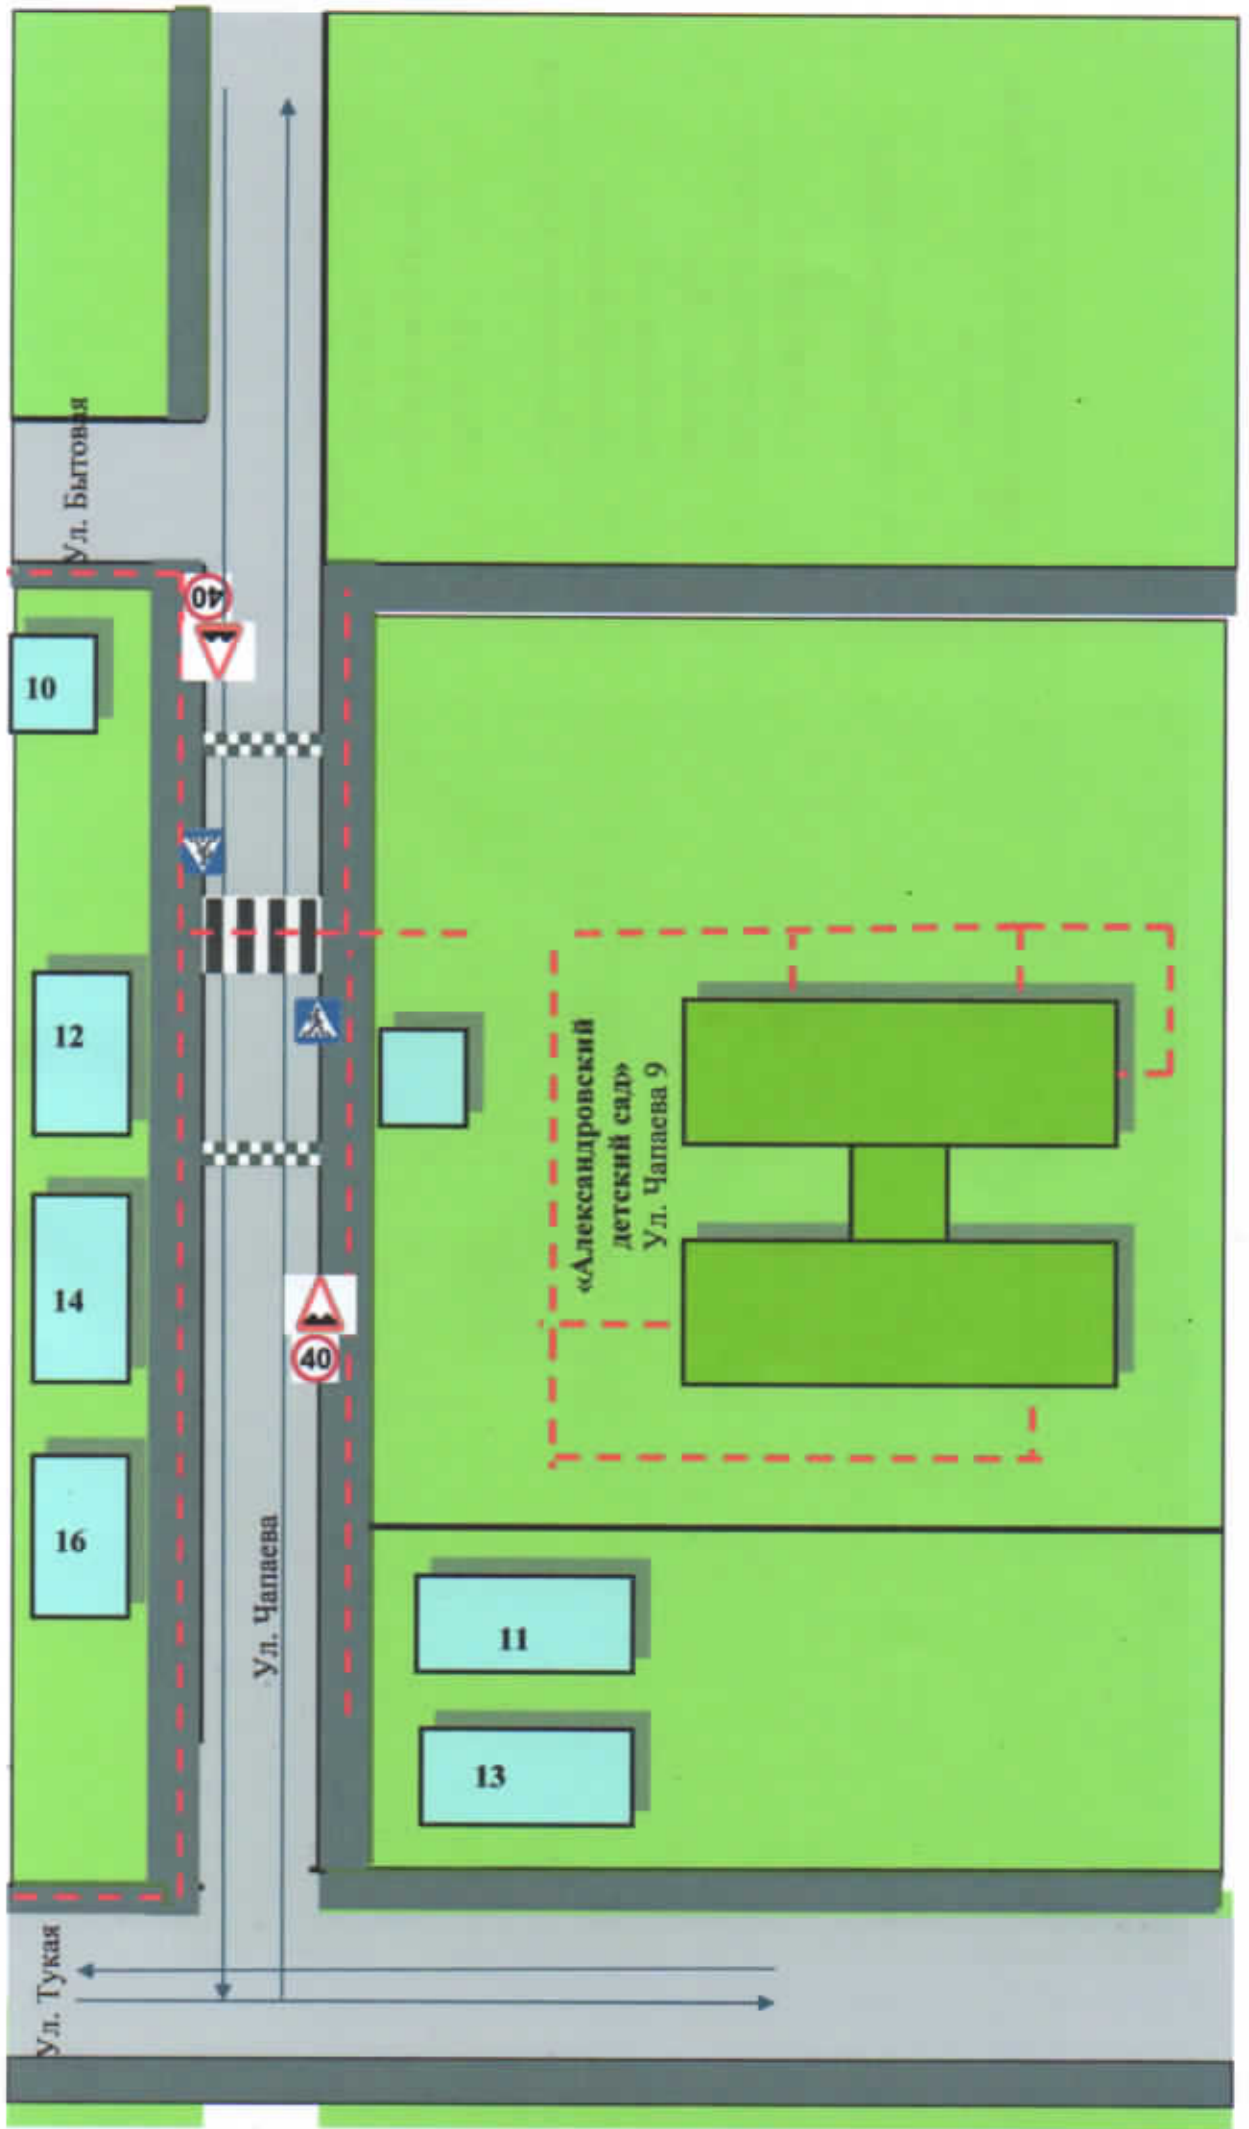 Ул. Бытовая
40
10
12
«Александровский
детский сад»
Ул. Чапаева 9
14
40
16
Ул. Чапаева
11
13
Ул. Тукая